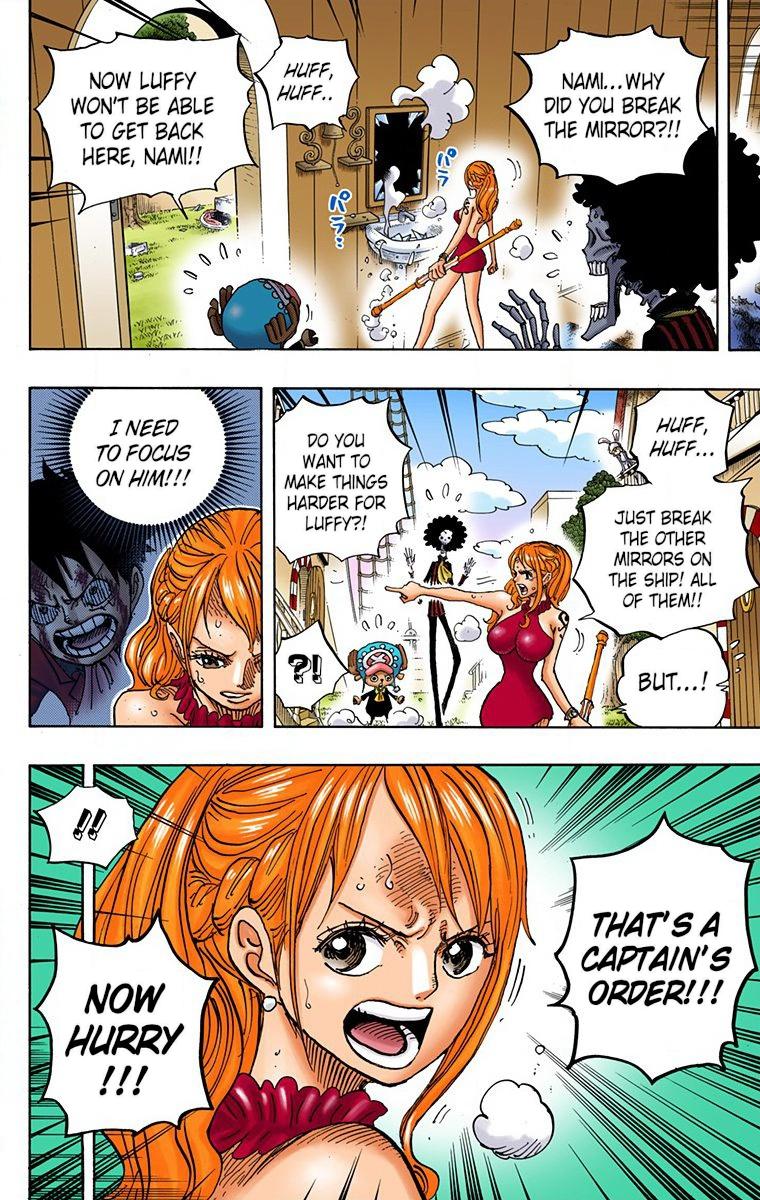 NAMI...WHY
DID YOU BREAK
THE MIRROR?!!
HUFF,
HUFF..
NOW LUFFY
WON'T BE ABLE
TO GET BACK
HERE, NAMI!!
パラ
パラ
HUFF,
HUFF...
JUST BREAK
THE OTHER
MIRRORS ON
THE SHIP! ALL
OF THEM!!
BUT...!
DO YOU
WANT TO
MAKE THINGS
HARDER FOR
LUFFY?!
?!
I NEED
TO FOCUS
ON HIM!!!
THAT'S A
CAPTAIN'S
ORDER!!!
!!
NOW
HURRY
!!!